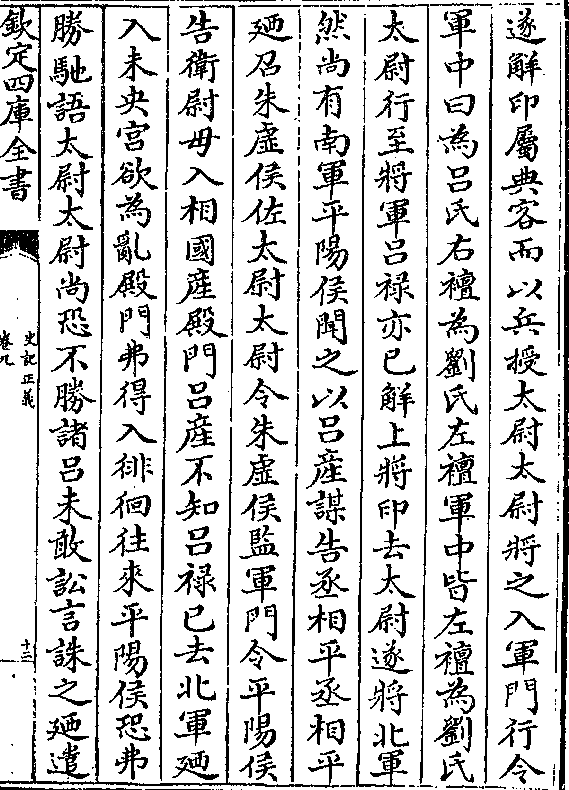 遂解印屬典客而以兵授太尉太尉將之入軍門行令
軍中曰為呂氏右襢為劉氏左襢軍中皆左襢為劉氏
太尉行至將軍呂禄亦已解上將印去太尉遂將北軍
然尚有南軍平陽侯聞之以呂産謀告丞相平丞相平
廼召朱虚侯佐太尉太尉令朱虚侯監軍門令平陽侯
告衛尉毋入相國産殿門呂産不知呂禄已去北軍廼
入未央宫欲為亂殿門弗得入徘徊往來平陽侯恐弗
勝馳語太尉太尉尚恐不勝諸呂未敢訟言誅之廼遣
欽定四庫全書
史記正義
卷九
十三